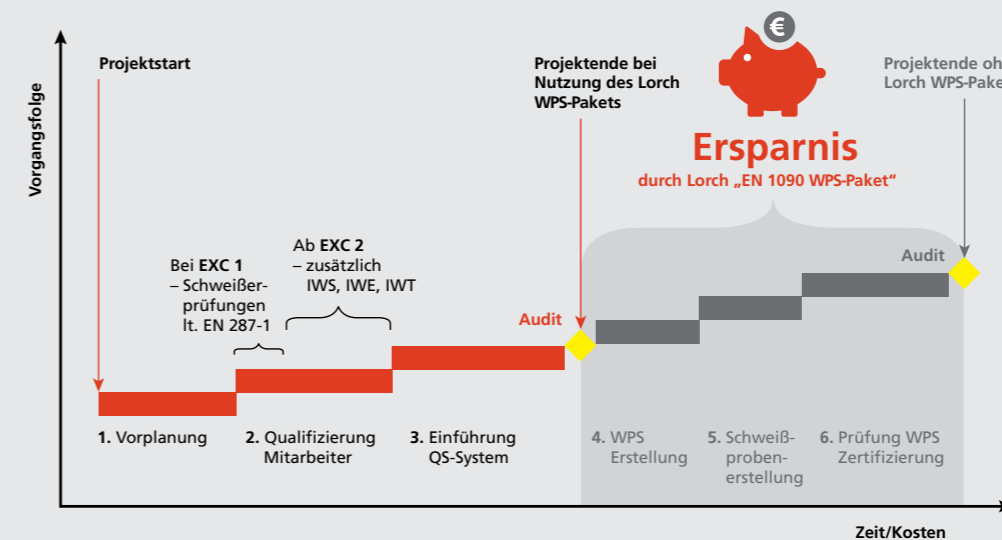 Projektstart
Projektende bei
Nutzung des Lorch
WPS-Pakets
€
Projektende oh
Lorch WPS-Pake
Vorgangsfolge
Ersparnis
durch Lorch „EN 1090 WPS-Paket“
Bei EXC 1
– Schweißer-
prüfungen
lt. EN 287-1
Ab EXC 2
– zusätzlich
IWS, IWE, IWT
Audit
Audit
1. Vorplanung
2. Qualifizierung
Mitarbeiter
3. Einführung
QS-System
4. WPS
Erstellung
5. Schweiß-
proben-
erstellung
6. Prüfung WPS
Zertifizierung
Zeit/Kosten